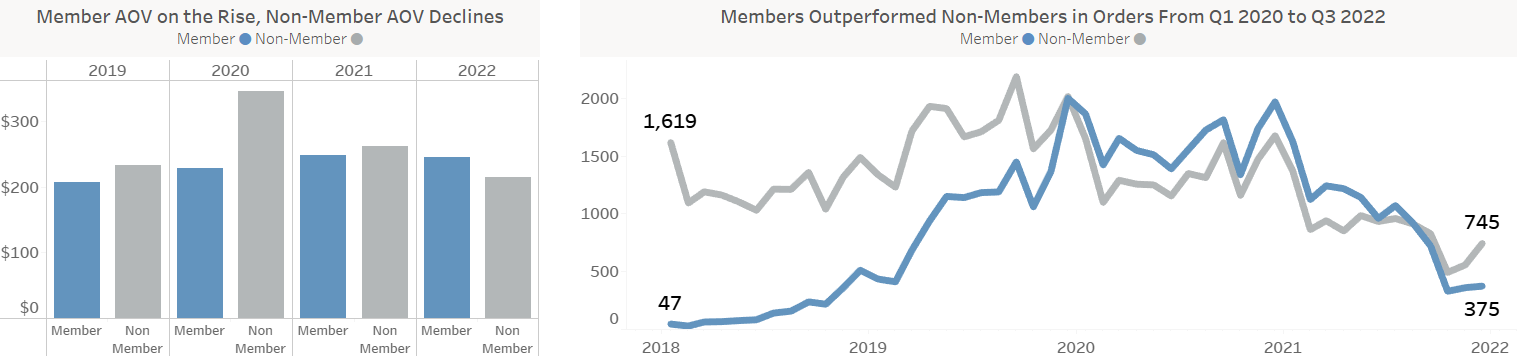 Member AOV on the Rise, Non-Member AOV Declines
Member Non-Member
2019 2020 2021 2022
$300
$200
$100
$0
Member Non Member Member Non Member Member Non Member Member Non Member
Members Outperformed Non-Members in Orders From Q1 2020 to Q3 2022
Member Non-Member
2000
1500
1000
500
0
1,619
47
745
375
2018 2019 2020 2021 2022